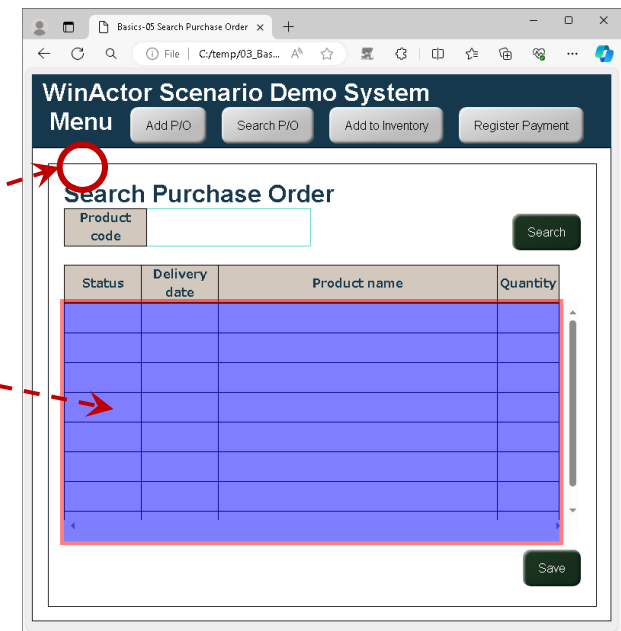 Basics-05 Search Purchase Order
File C:/temp/03_Bas...
WinActor Scenario Demo System
Menu Add P/O Search P/O Add to Inventory Register Payment
Search Purchase Order
Product
code
Search
Status Delivery
date Product name Quantity
Save